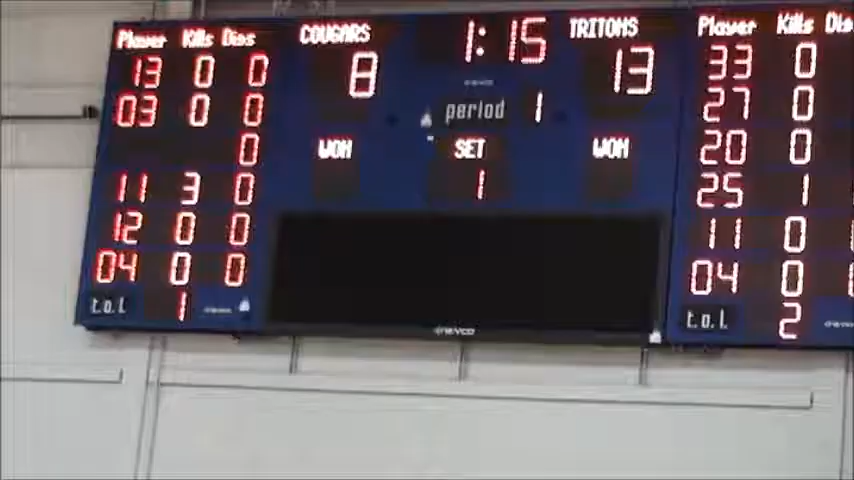 Player Kills Digs
13 0 0
03 0 0
0
11 3 0
12 0 0
04 0 0
t.o.l. 1
COUGARS 1:15 TRITONS
8 13
period 1
WON SET WON
1
NEVCO
Player Kills
33 0
27 0
20 0
25 1
11 0
04 0
t.o.l. 2